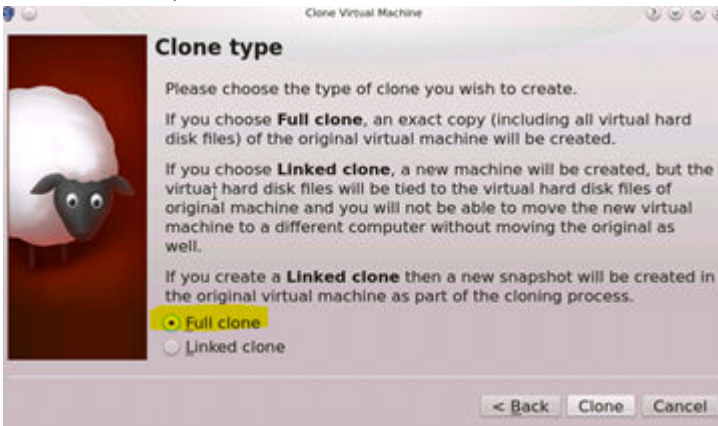 Clone Virtual Machine
Clone type
Please choose the type of clone you wish to create.
If you choose Full clone, an exact copy (including all virtual hard
disk files) of the original virtual machine will be created.
If you choose Linked clone, a new machine will be created, but the
virtual hard disk files will be tied to the virtual hard disk files of
original machine and you will not be able to move the new virtual
machine to a different computer without moving the original as
well.
If you create a Linked clone then a new snapshot will be created in
the original virtual machine as part of the cloning process.
Full clone
Linked clone
< Back Clone Cancel